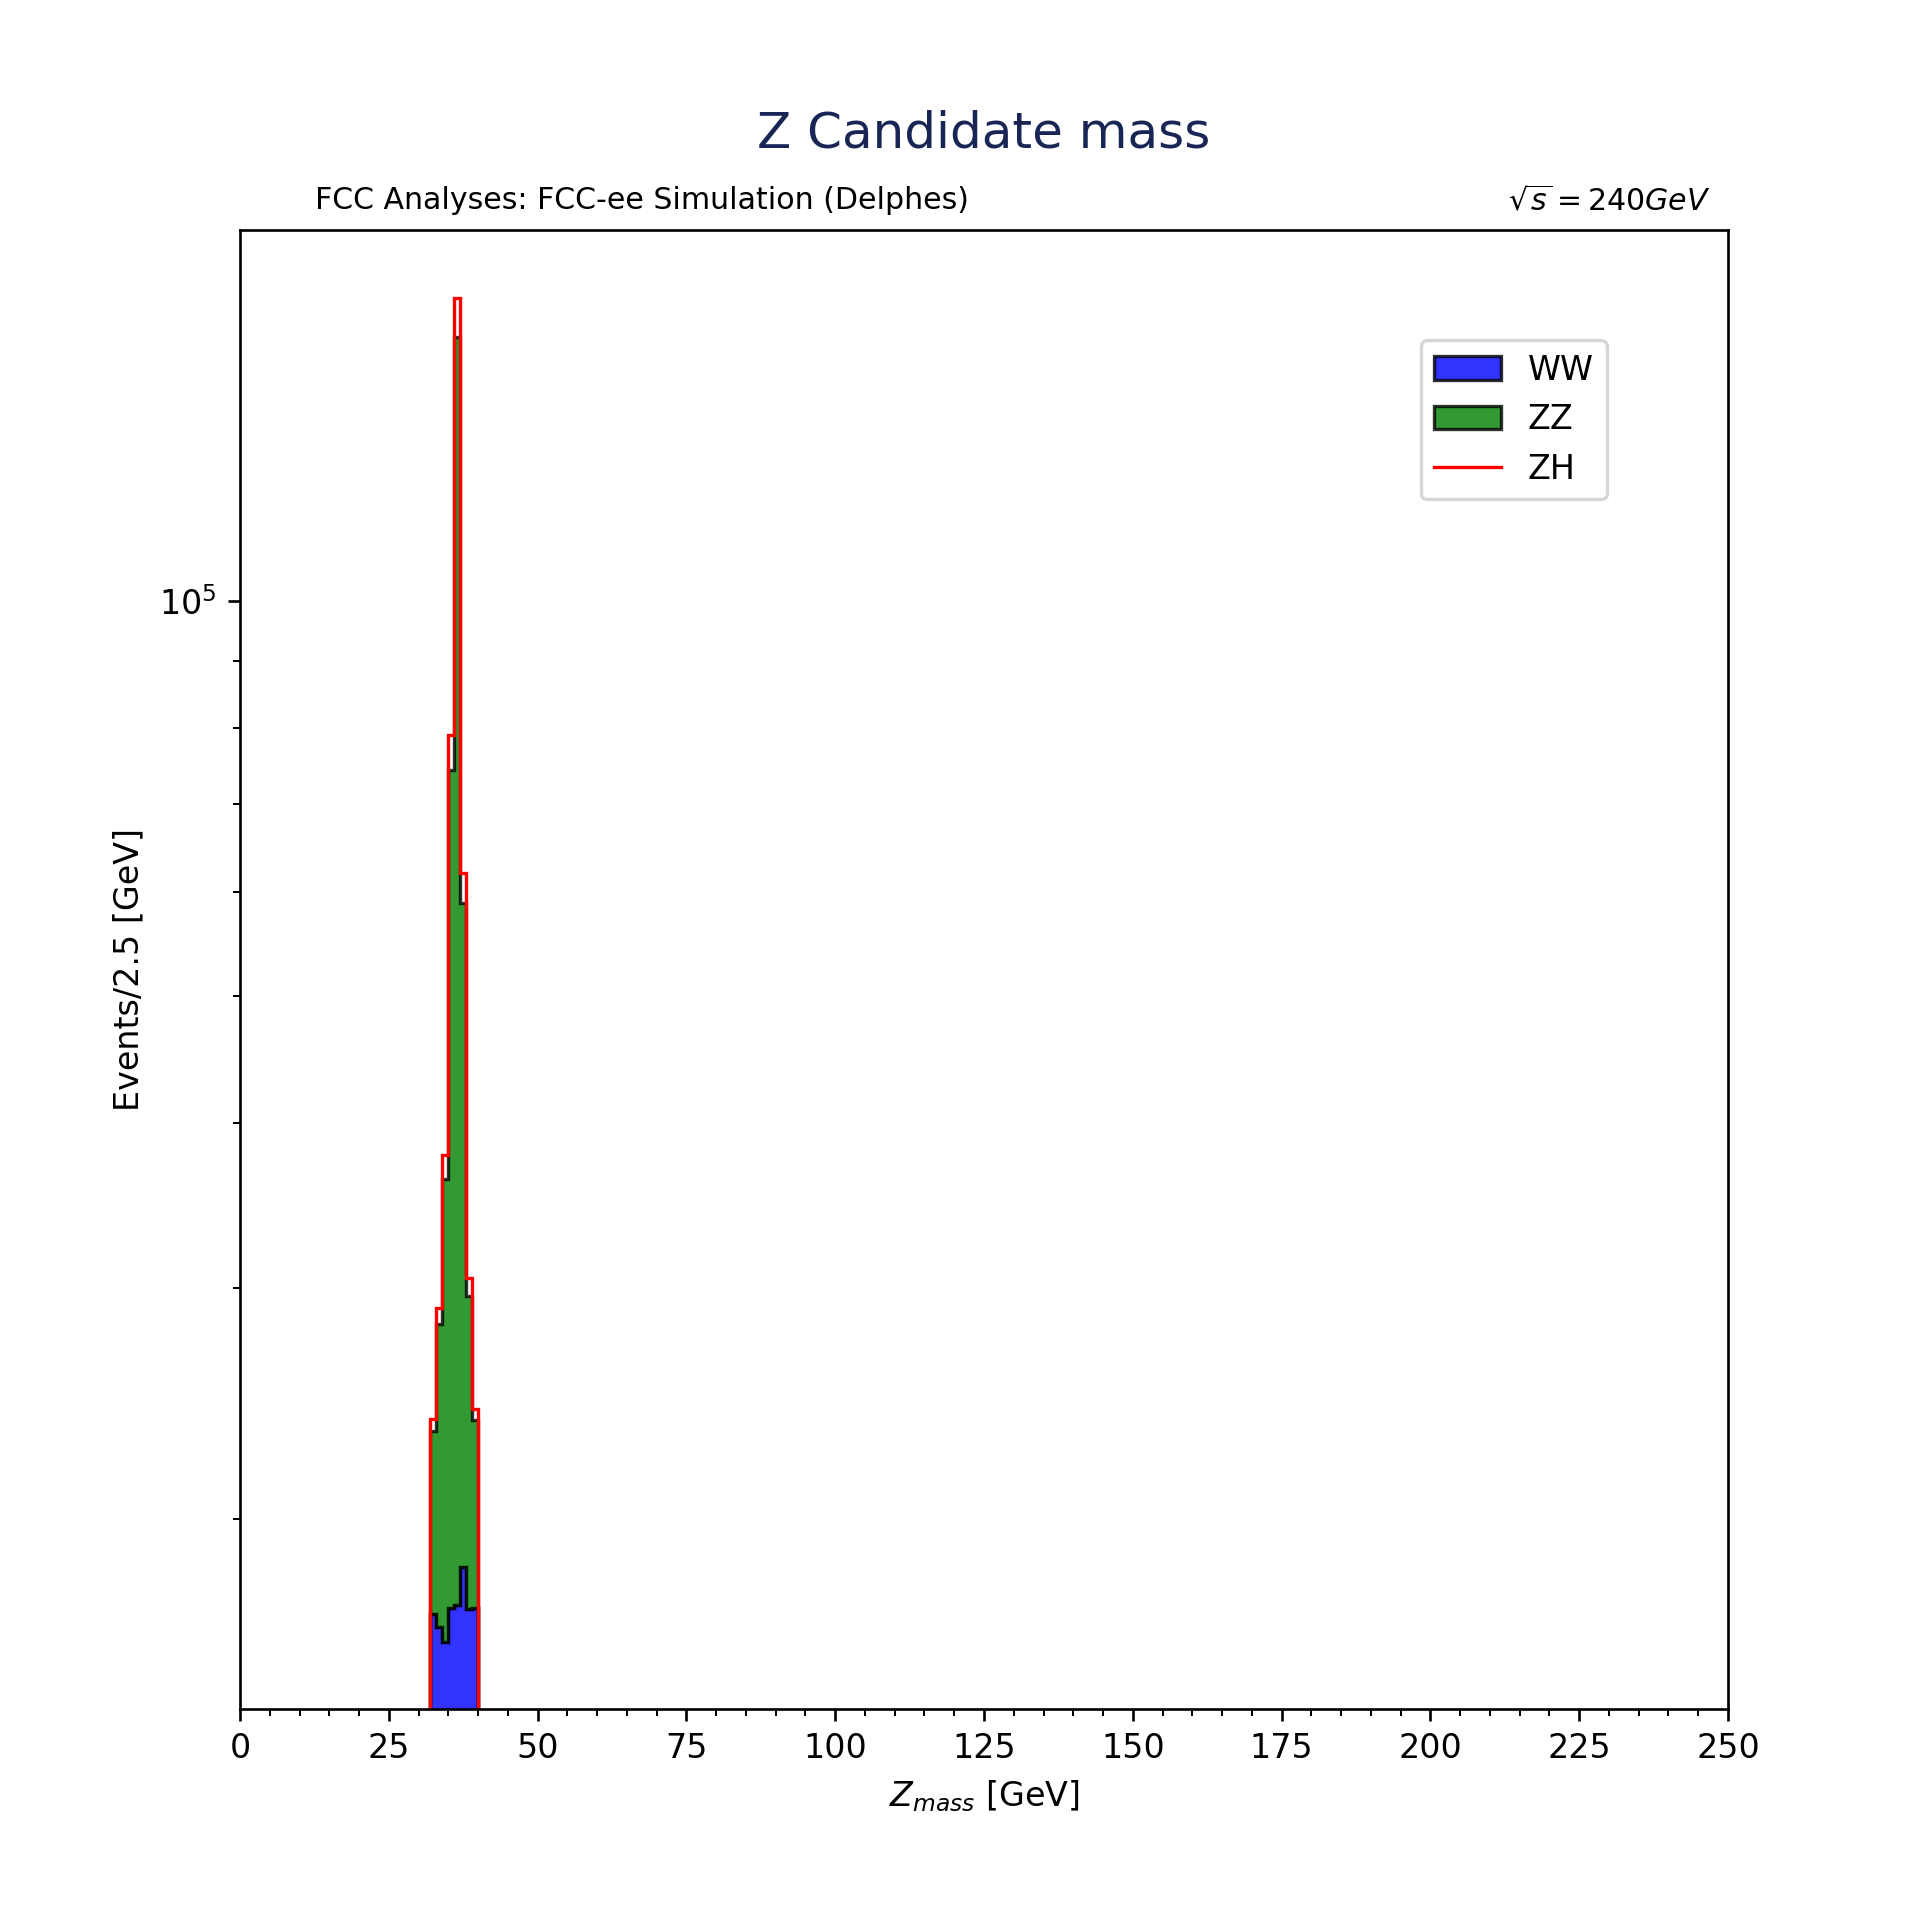 Z Candidate mass
FCC Analyses: FCC-ee Simulation (Delphes)
√s = 240GeV
WW
ZZ
ZH
10⁵
Events/2.5 [GeV]
0 25 50 75 100 125 150 175 200 225 250
Z_mass [GeV]